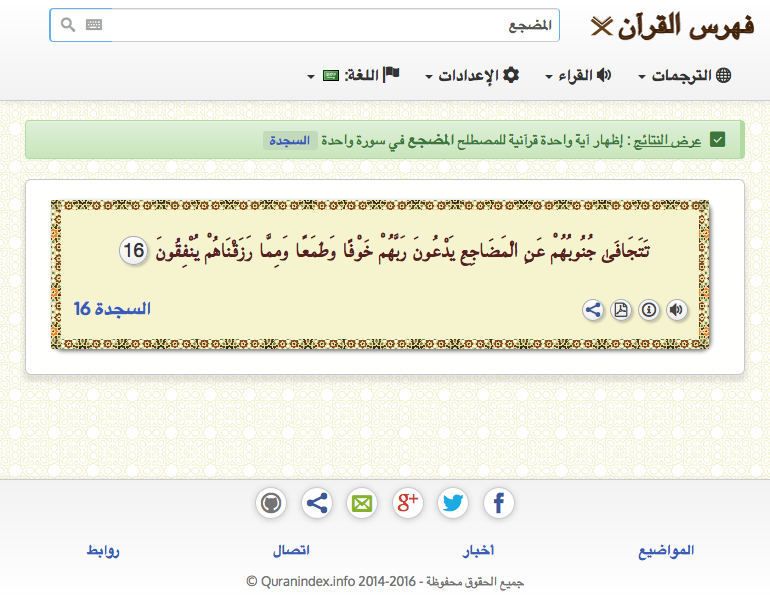 فهرس القرآن
المضجع
الترجمات القراء الإعدادات اللغة:
عرض النتائج : إظهار آية واحدة قرآنية للمصطلح المضجع في سورة واحدة السجدة
تَتَجَافَىٰ جُنُوبُهُمْ عَنِ الْمَضَاجِعِ يَدْعُونَ رَبَّهُمْ خَوْفًا وَطَمَعًا وَمِمَّا رَزَقْنَاهُمْ يُنْفِقُونَ 16
السجدة 16
المواضيع أخبار اتصال روابط
جميع الحقوق محفوظة - Quranindex.info 2014-2016 ©